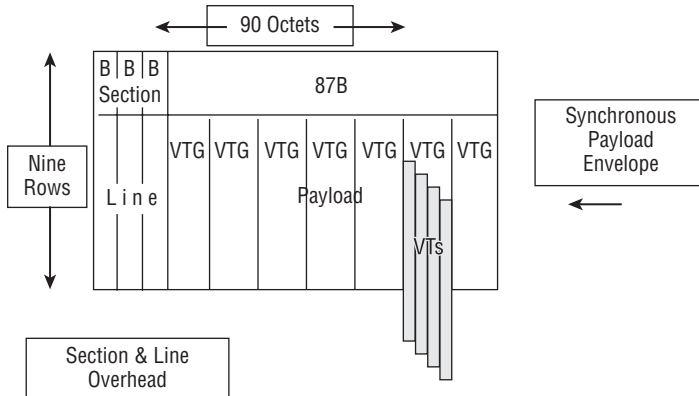 90 Octets
B B B
Section
87B
Synchronous
Payload
Envelope
Nine
Rows
VTG VTG VTG VTG VTG VTG VTG
Line
Payload
VTs
Section & Line
Overhead